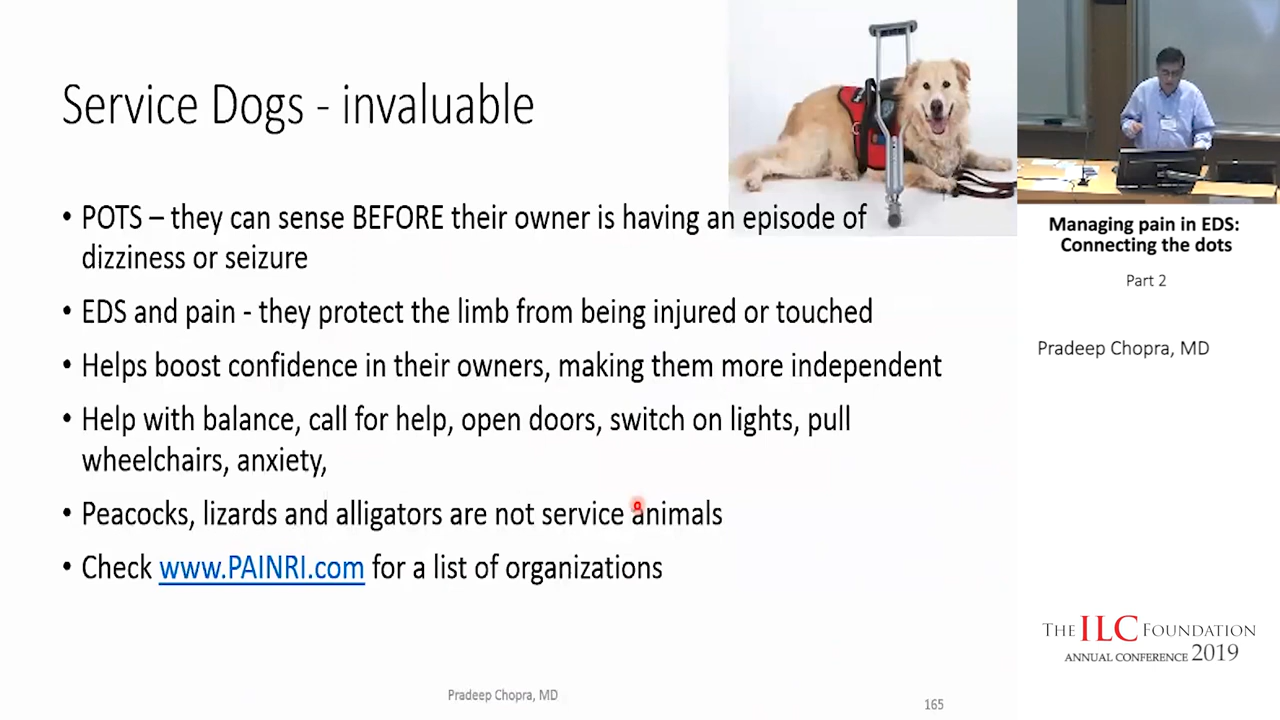 Service Dogs - invaluable
• POTS – they can sense BEFORE their owner is having an episode of
dizziness or seizure
• EDS and pain - they protect the limb from being injured or touched
• Helps boost confidence in their owners, making them more independent
• Help with balance, call for help, open doors, switch on lights, pull
wheelchairs, anxiety,
• Peacocks, lizards and alligators are not service animals
• Check www.PAINRI.com for a list of organizations
Pradeep Chopra, MD
165
Managing pain in EDS:
Connecting the dots
Part 2
Pradeep Chopra, MD
THE ILC FOUNDATION
ANNUAL CONFERENCE 2019